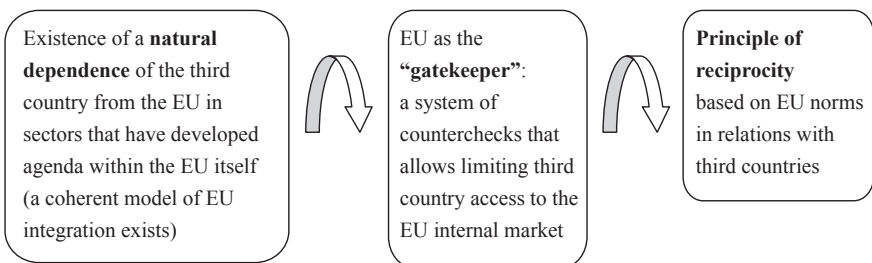 Existence of a natural
dependence of the third
country from the EU in
sectors that have developed
agenda within the EU itself
(a coherent model of EU
integration exists)
EU as the
“gatekeeper”:
a system of
counterchecks that
allows limiting third
country access to the
EU internal market
Principle of
reciprocity
based on EU norms
in relations with
third countries